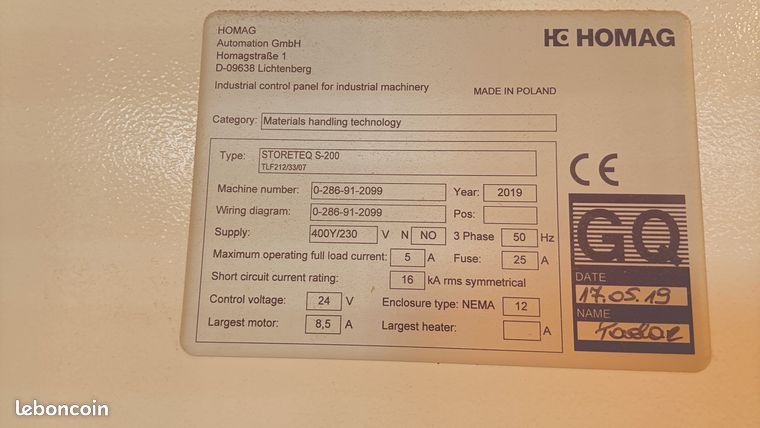 HOMAG
Automation GmbH
Homagstraße 1
D-09638 Lichtenberg
HOMAG
Industrial control panel for industrial machinery
MADE IN POLAND
Category: Materials handling technology
Type: STORETEQ S-200
TLF212/33/07
Machine number: 0-286-91-2099 Year: 2019
Wiring diagram: 0-286-91-2099 Pos:
Supply: 400Y/230 V N NO 3 Phase 50 Hz
Maximum operating full load current: 5 A Fuse: 25 A
Short circuit current rating: 16 kA rms symmetrical
Control voltage: 24 V Enclosure type: NEMA 12
Largest motor: 8,5 A Largest heater: A
CE
GQ
DATE
17.05.19
NAME
leboncoin